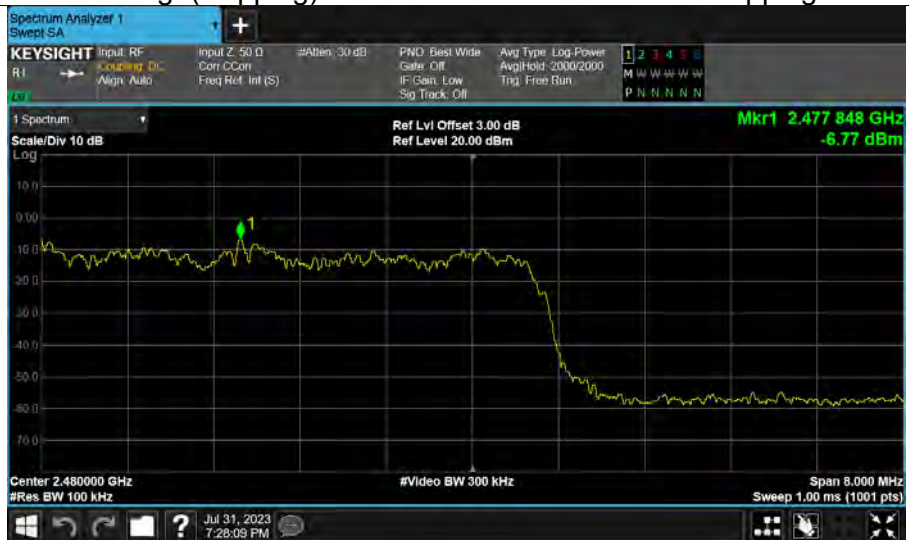 Spectrum Analyzer 1
Swept SA
+
KEYSIGHT Input: RF Input Z: 50 Ω #Atten: 30 dB PNO: Best Wide Avg Type: Log-Power 1 2 3 4 5 6
Coupling: DC Corr CCorr Gate: Off Avg|Hold: 2000/2000 M W W W W W
Align: Auto Freq Ref: Int (S) IF Gain: Low Trig: Free Run
Sig Track: Off P N N N N N
1 Spectrum Ref Lvl Offset 3.00 dB Mkr1 2.477 848 GHz
Scale/Div 10 dB Ref Level 20.00 dBm -6.77 dBm
Log
10.0
0.00
1
-10.0
-20.0
-30.0
-40.0
-50.0
-60.0
-70.0
Center 2.480000 GHz #Video BW 300 kHz Span 8.000 MHz
#Res BW 100 kHz Sweep 1.00 ms (1001 pts)
? Jul 31, 2023
7:28:09 PM